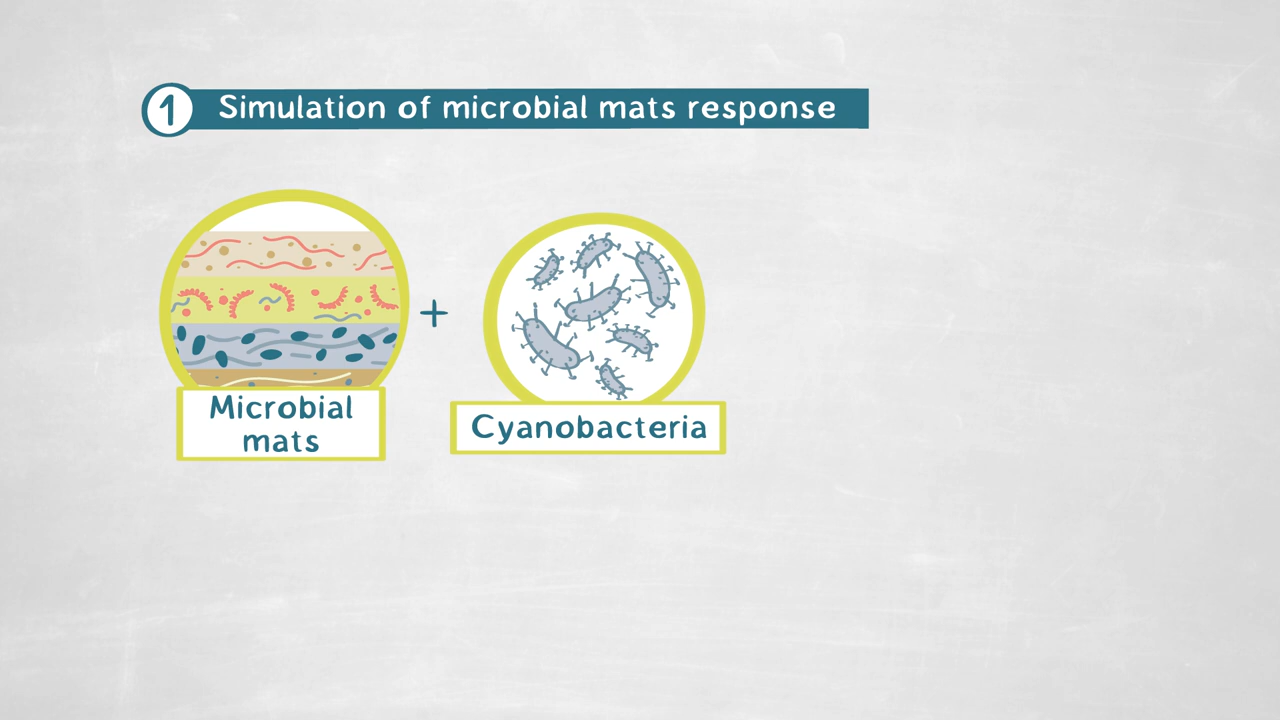 1 Simulation of microbial mats response
+
Microbial
mats
Cyanobacteria